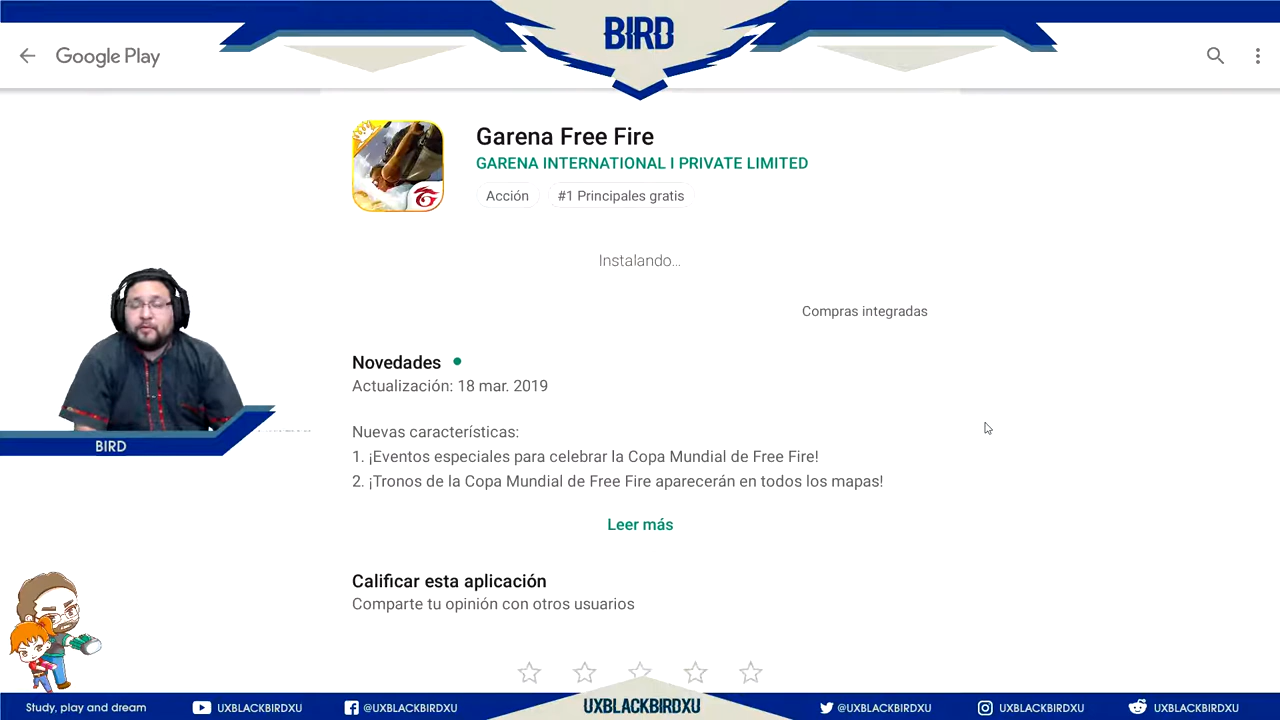 BIRD
Google Play
Garena Free Fire
GARENA INTERNATIONAL I PRIVATE LIMITED
Acción
#1 Principales gratis
Instalando...
Compras integradas
Novedades
Actualización: 18 mar. 2019
Nuevas características:
1. ¡Eventos especiales para celebrar la Copa Mundial de Free Fire!
2. ¡Tronos de la Copa Mundial de Free Fire aparecerán en todos los mapas!
Leer más
BIRD
Calificar esta aplicación
Comparte tu opinión con otros usuarios
Study, play and dream
UXBLACKBIRDXU
@UXBLACKBIRDXU
UXBLACKBIRDXU
@UXBLACKBIRDXU
UXBLACKBIRDXU
UXBLACKBIRDXU